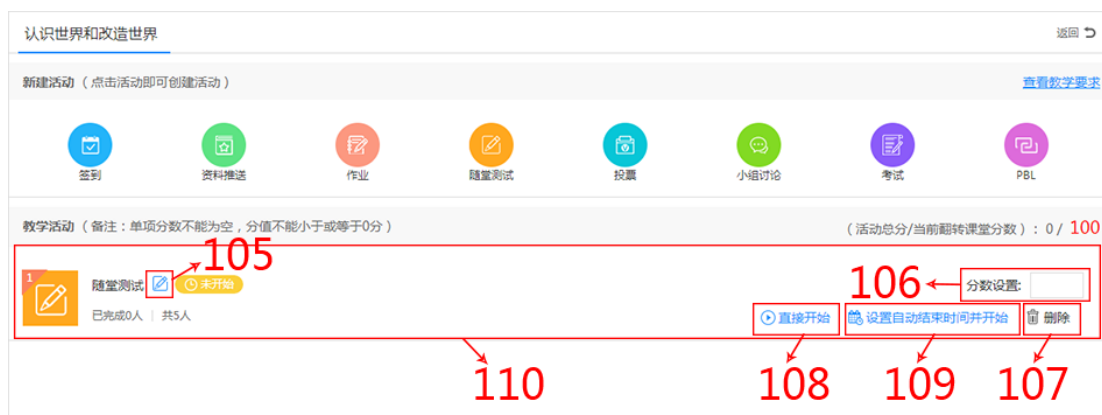 认识世界和改造世界
返回
新建活动（点击活动即可创建活动）
查看教学要求
签到
资料推送
作业
随堂测试
投票
小组讨论
考试
PBL
教学活动（备注：单项分数不能为空，分值不能小于或等于0分）
（活动总分/当前翻转课堂分数）：0 / 100
105
1
随堂测试
未开始
106
分数设置:
已完成0人 | 共5人
直接开始
设置自动结束时间并开始
删除
110
108
109
107